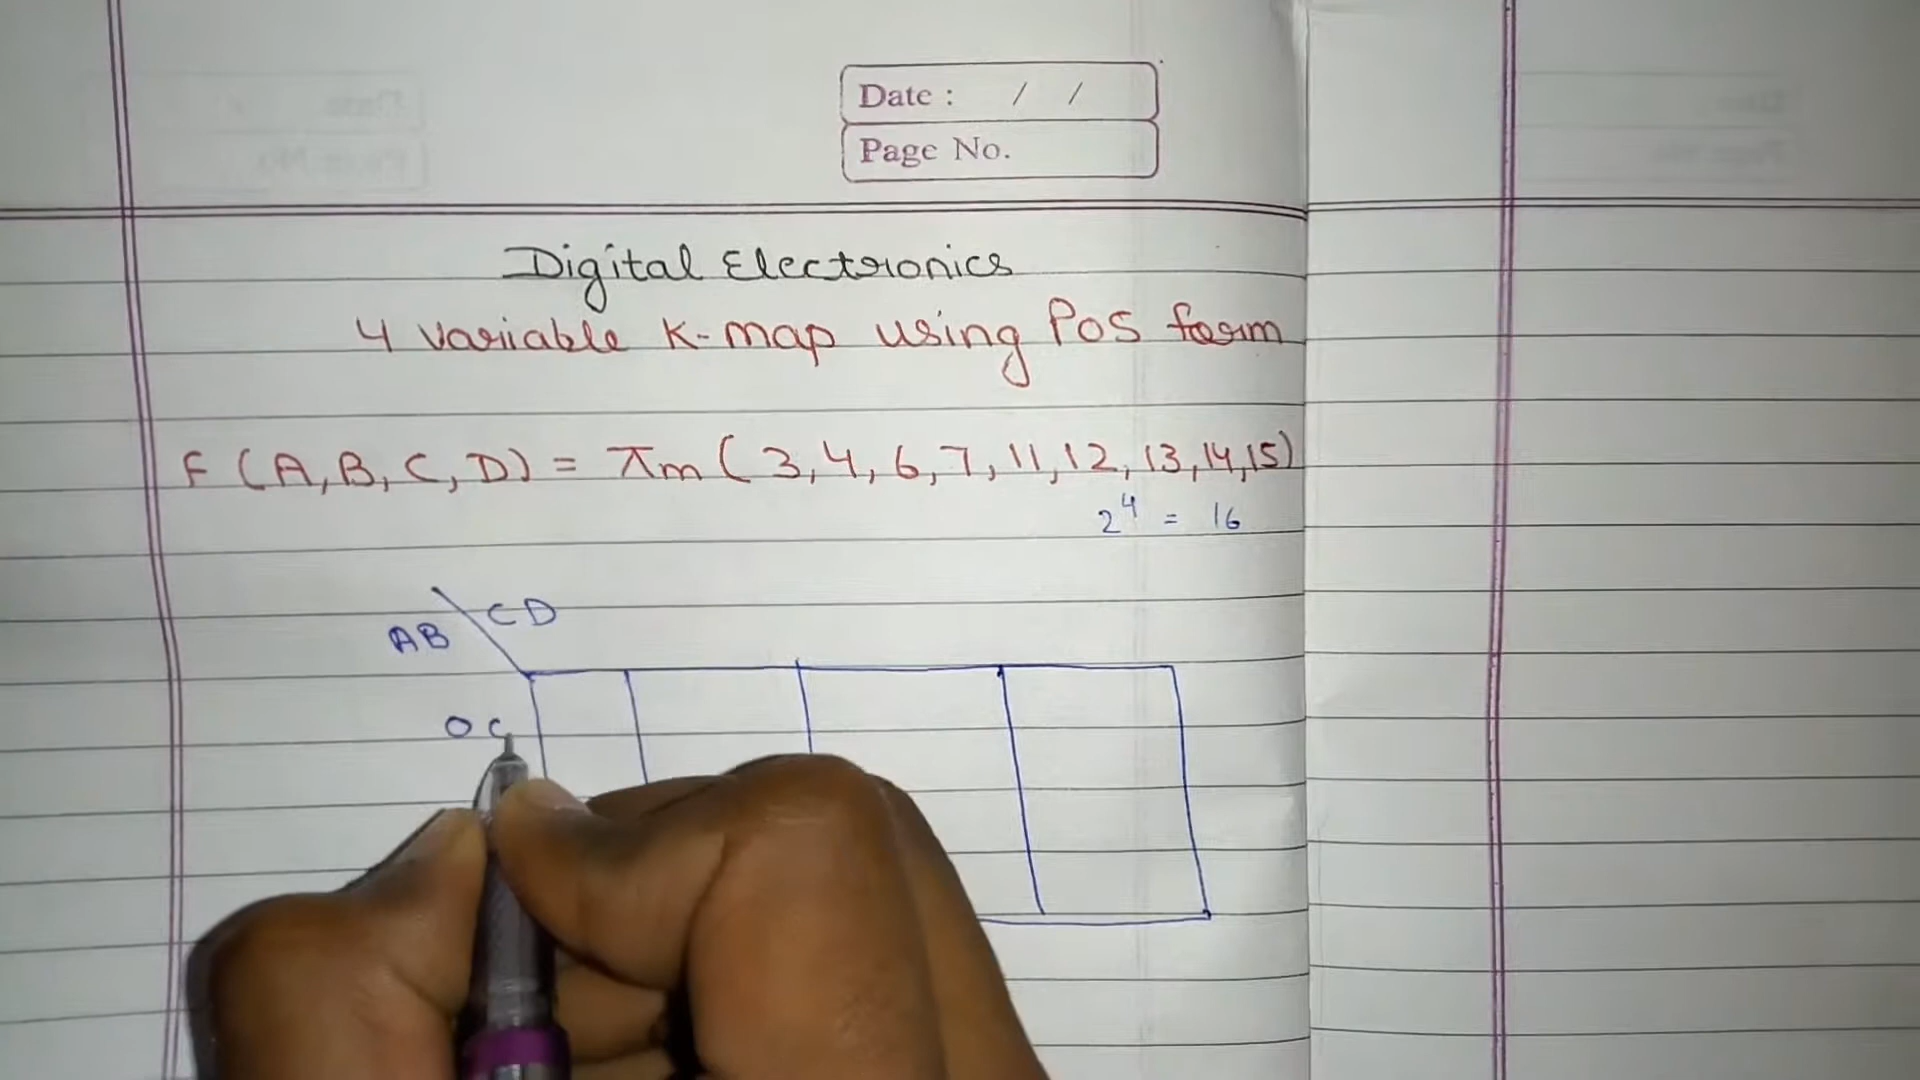 Date : / /
Page No.
Digital Electronics
4 variable K-map using POS form
F (A, B, C, D) = πm ( 3, 4, 6, 7, 11, 12, 13, 14, 15)
2⁴ = 16
AB CD
0